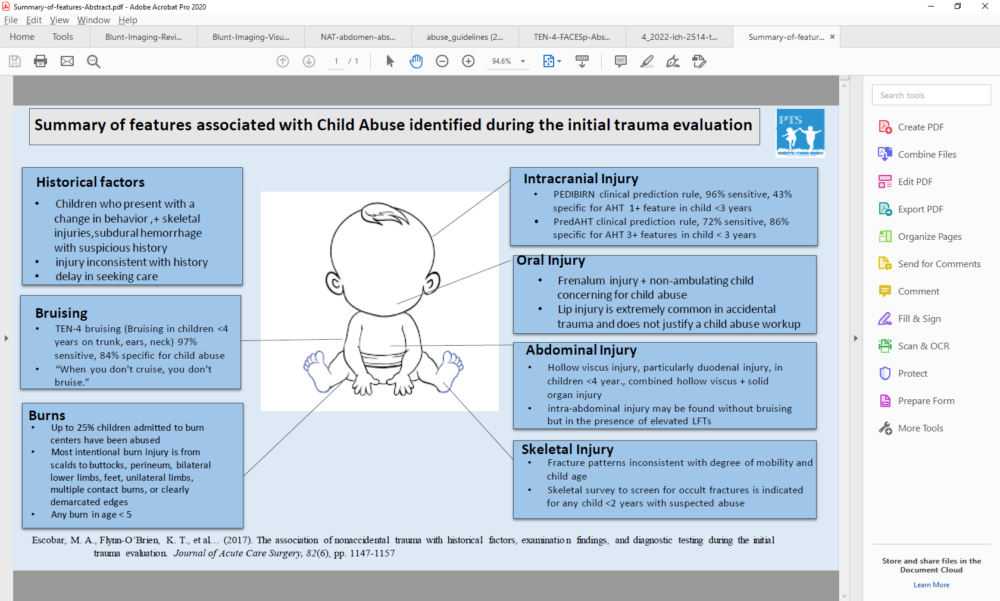 Summary-of-features-Abstract.pdf - Adobe Acrobat Pro 2020
File Edit View Window Help
Home Tools Blunt-Imaging-Revi... Blunt-Imaging-Visu... NAT-abdomen-abs... abuse_guidelines (2... TEN-4-FACESp-Abs... 4_2022-lch-2514-t... Summary-of-featur... ×
1 / 1 94.6%
Summary of features associated with Child Abuse identified during the initial trauma evaluation
PTS
pediatric trauma society
Historical factors
• Children who present with a
change in behavior ,+ skeletal
injuries,subdural hemorrhage
with suspicious history
• injury inconsistent with history
• delay in seeking care
Bruising
• TEN-4 bruising (Bruising in children <4
years on trunk, ears, neck) 97%
sensitive, 84% specific for child abuse
• “When you don't cruise, you don't
bruise.”
Burns
• Up to 25% children admitted to burn
centers have been abused
• Most intentional burn injury is from
scalds to buttocks, perineum, bilateral
lower limbs, feet, unilateral limbs,
multiple contact burns, or clearly
demarcated edges
• Any burn in age < 5
Intracranial Injury
• PEDIBIRN clinical prediction rule, 96% sensitive, 43%
specific for AHT 1+ feature in child <3 years
• PredAHT clinical prediction rule, 72% sensitive, 86%
specific for AHT 3+ features in child < 3 years
Oral Injury
• Frenalum injury + non-ambulating child
concerning for child abuse
• Lip injury is extremely common in accidental
trauma and does not justify a child abuse workup
Abdominal Injury
• Hollow viscus injury, particularly duodenal injury, in
children <4 year., combined hollow viscus + solid
organ injury
• intra-abdominal injury may be found without bruising
but in the presence of elevated LFTs
Skeletal Injury
• Fracture patterns inconsistent with degree of mobility and
child age
• Skeletal survey to screen for occult fractures is indicated
for any child <2 years with suspected abuse
Escobar, M. A., Flynn-O’Brien, K. T., et al… (2017). The association of nonaccidental trauma with historical factors, examination findings, and diagnostic testing during the initial
trauma evaluation. Journal of Acute Care Surgery, 82(6), pp. 1147-1157
Search tools
Create PDF
Combine Files
Edit PDF
Export PDF
Organize Pages
Send for Comments
Comment
Fill & Sign
Scan & OCR
Protect
Prepare Form
More Tools
Store and share files in the
Document Cloud
Learn More